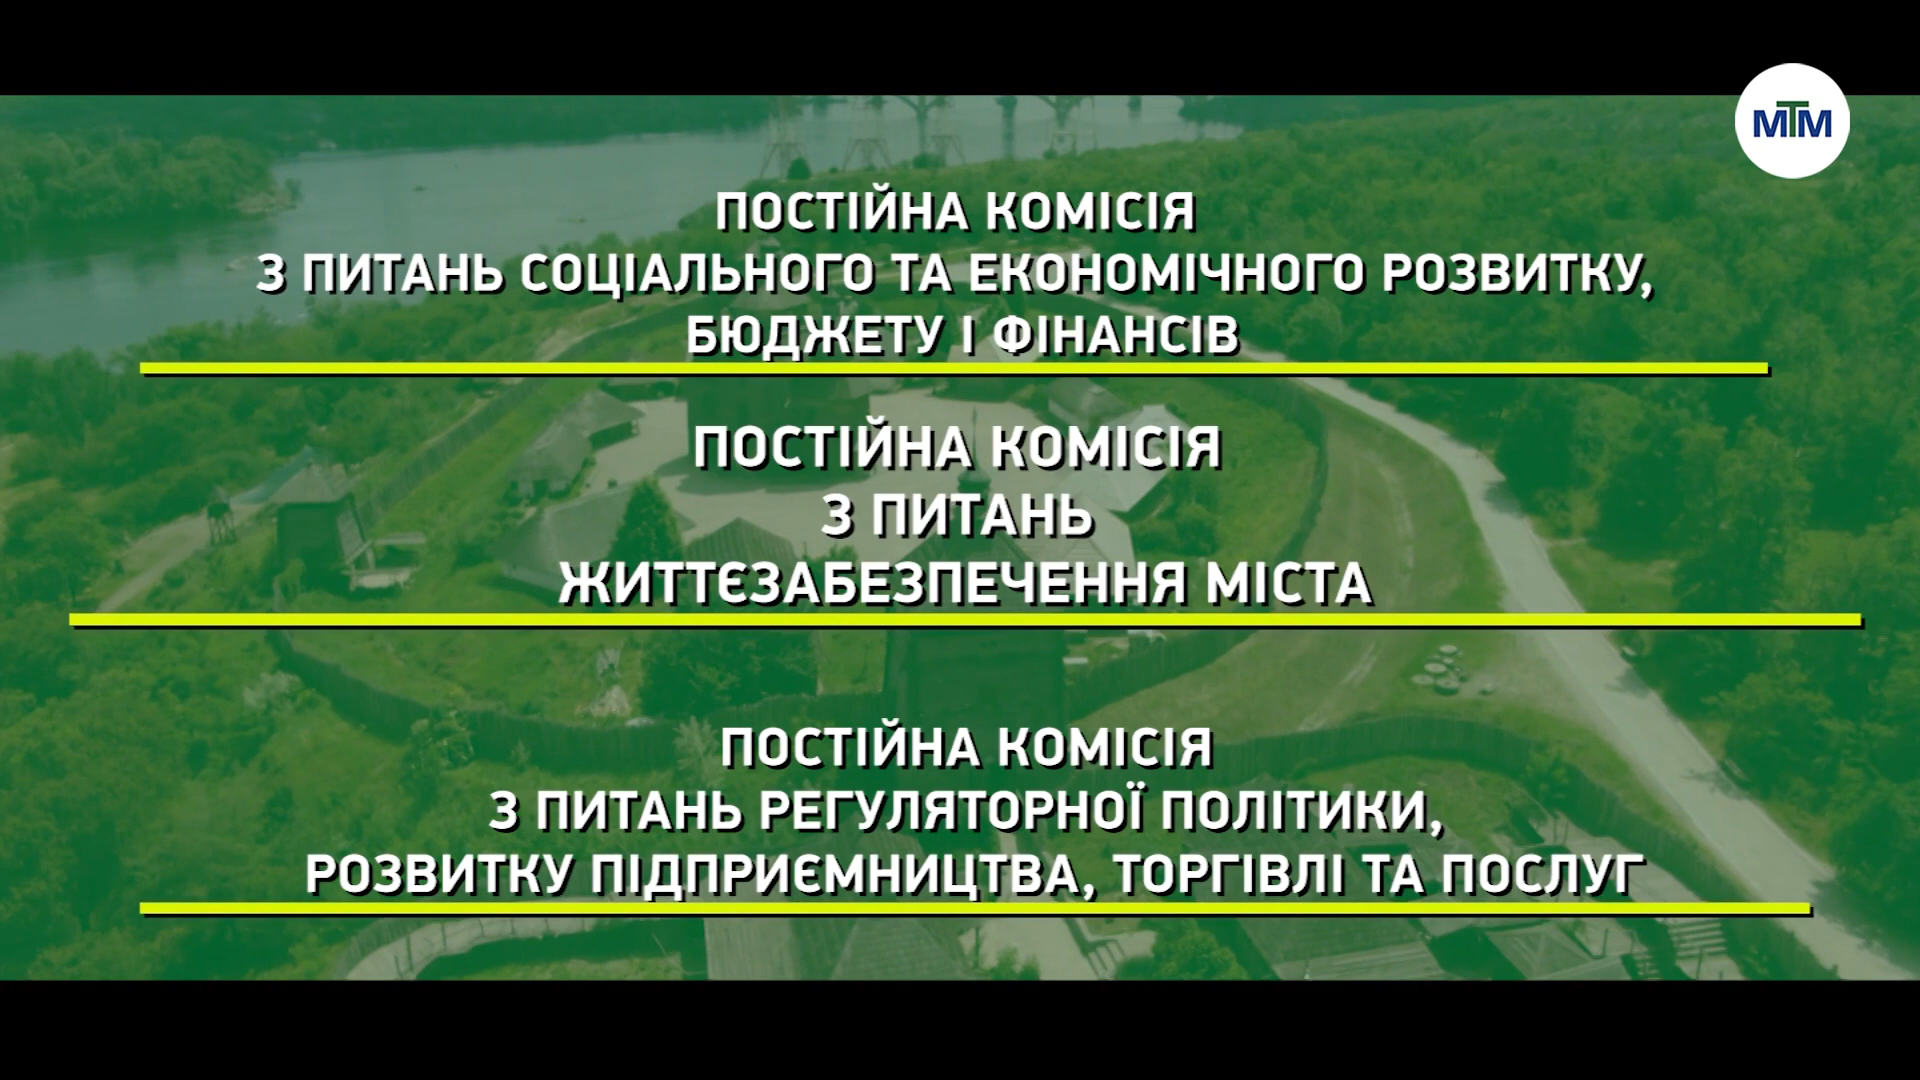 МТМ
ПОСТІЙНА КОМІСІЯ
З ПИТАНЬ СОЦІАЛЬНОГО ТА ЕКОНОМІЧНОГО РОЗВИТКУ,
БЮДЖЕТУ І ФІНАНСІВ
ПОСТІЙНА КОМІСІЯ
З ПИТАНЬ
ЖИТТЄЗАБЕЗПЕЧЕННЯ МІСТА
ПОСТІЙНА КОМІСІЯ
З ПИТАНЬ РЕГУЛЯТОРНОЇ ПОЛІТИКИ,
РОЗВИТКУ ПІДПРИЄМНИЦТВА, ТОРГІВЛІ ТА ПОСЛУГ